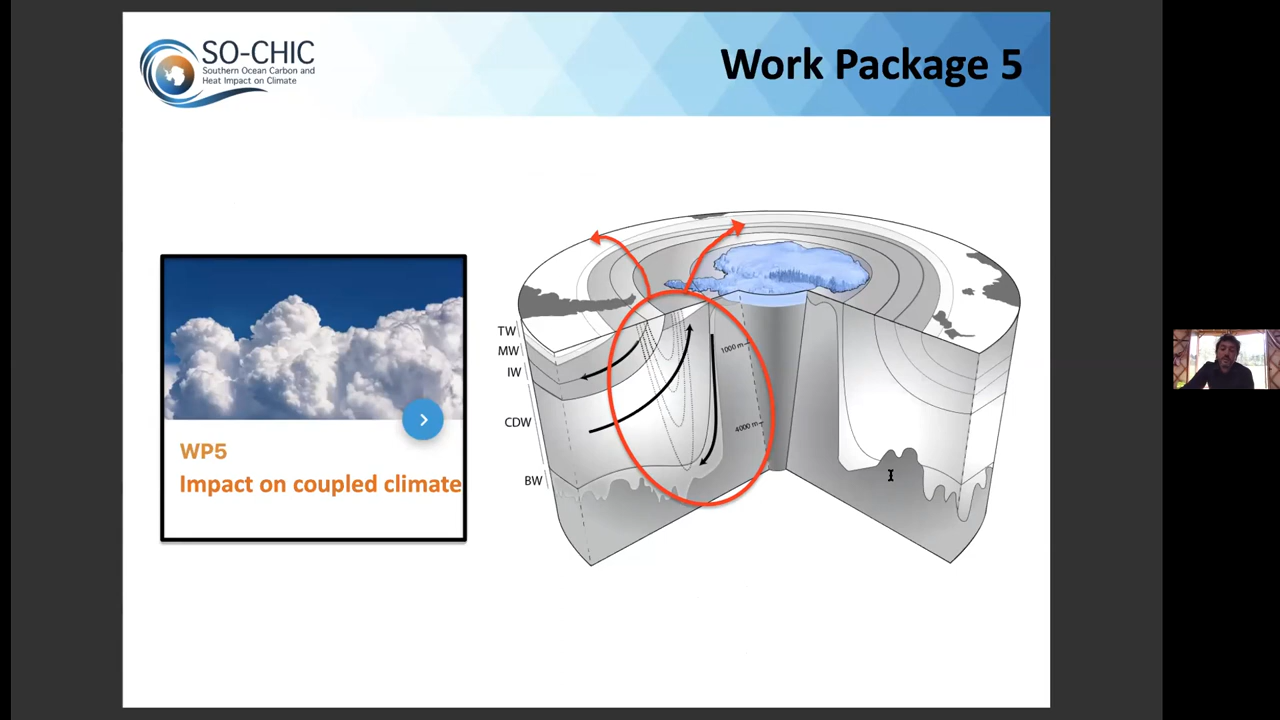 SO-CHIC
Southern Ocean Carbon and
Heat Impact on Climate
Work Package 5
TW
MW
IW
CDW
BW
1000 m
4000 m
WP5
Impact on coupled climate